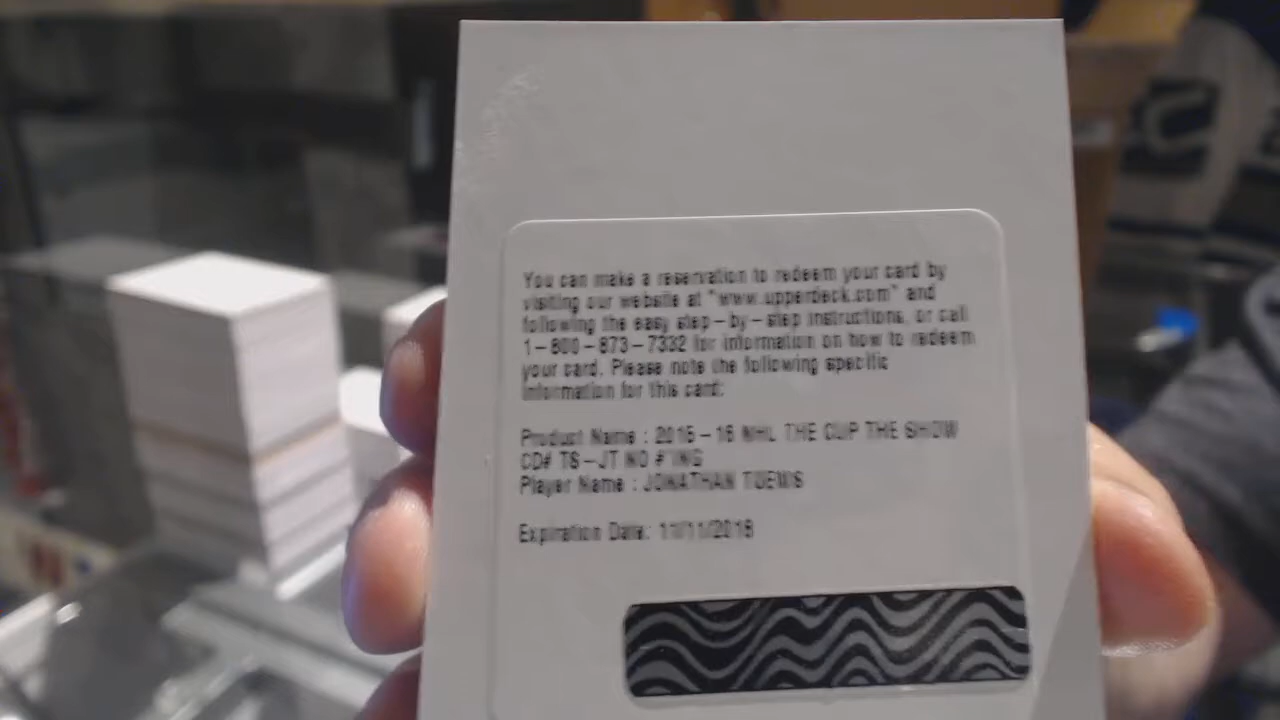 You can make a reservation to redeem your card by
visiting our website at "www.upperdeck.com" and
following the easy step-by-step instructions, or call
1-800-873-7332 for information on how to redeem
your card. Please note the following specific
information for this card:
Product Name : 2015-16 NHL THE CUP THE SHOW
CD# TS-JT NO #'ING
Player Name : JONATHAN TOEWS
Expiration Date: 11/11/2018